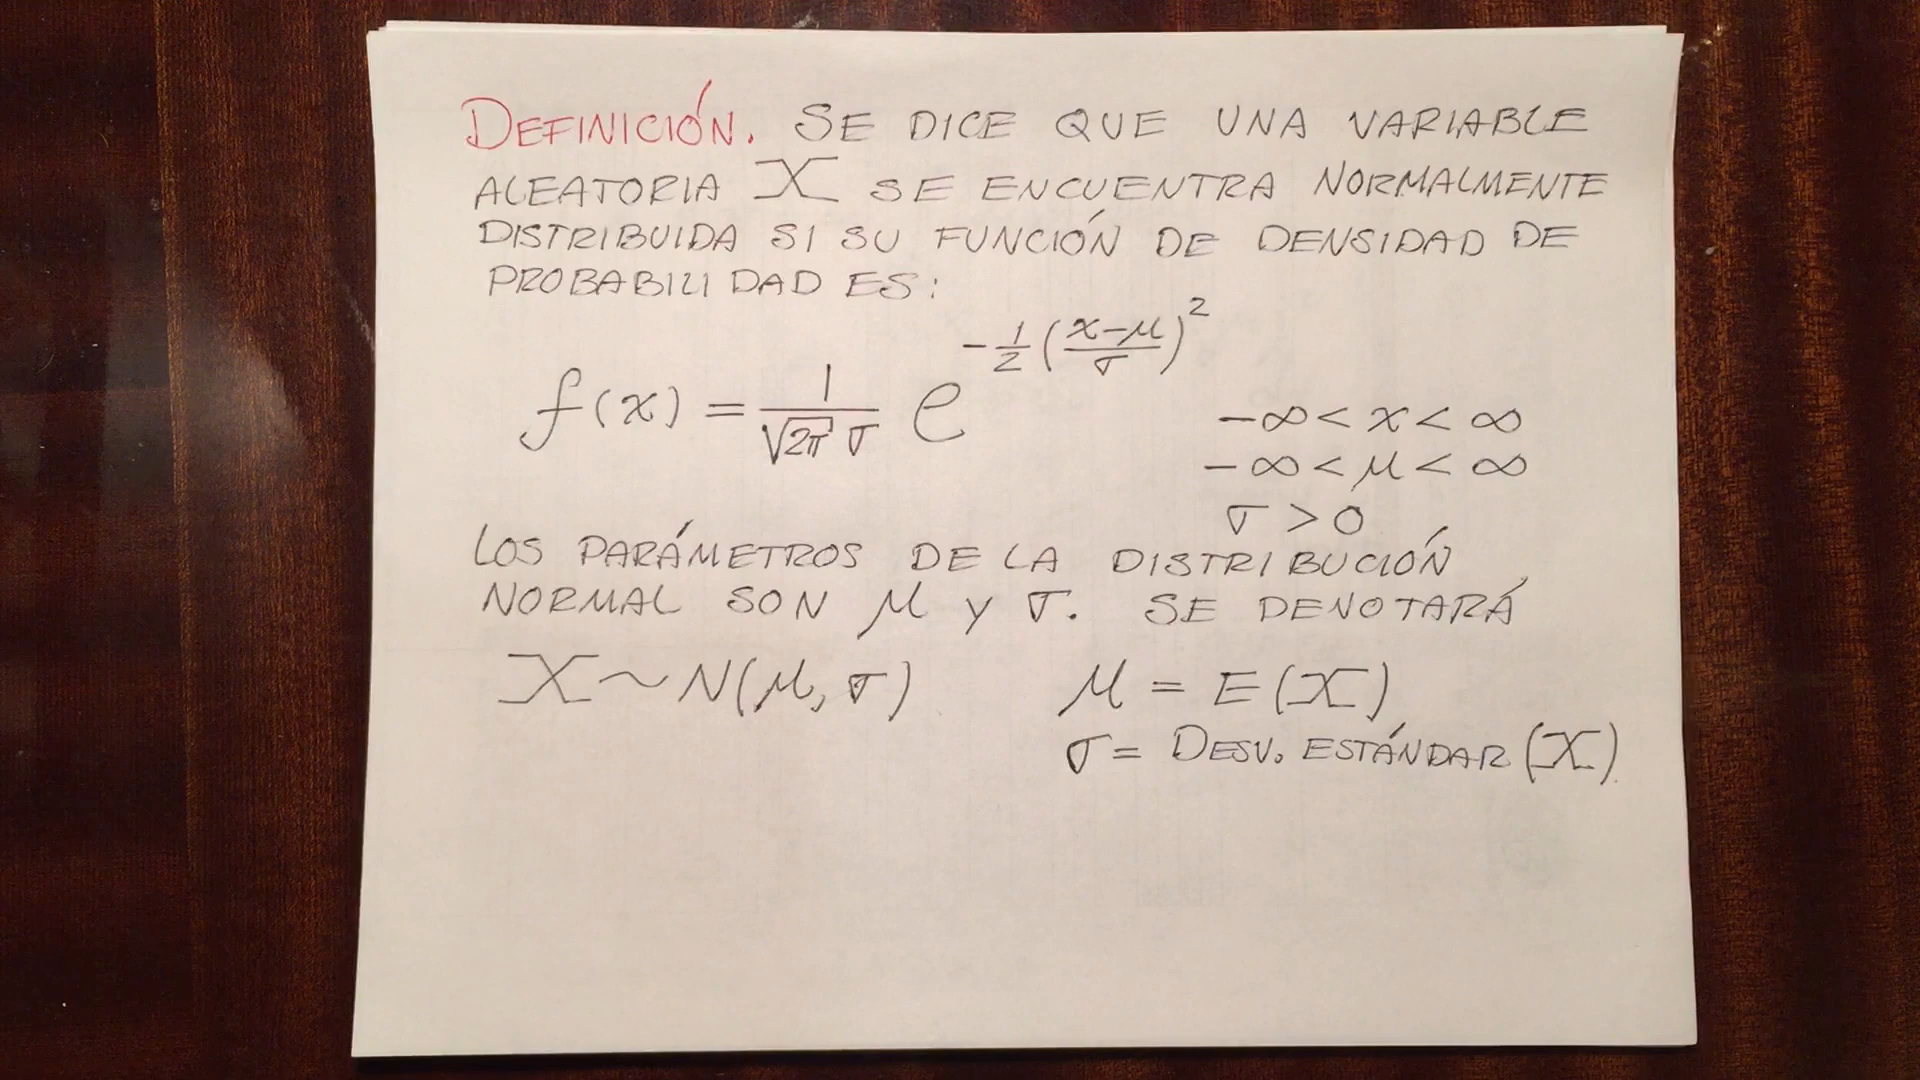 DEFINICIÓN. SE DICE QUE UNA VARIABLE
ALEATORIA X SE ENCUENTRA NORMALMENTE
DISTRIBUIDA SI SU FUNCIÓN DE DENSIDAD DE
PROBABILIDAD ES:
f(x) = 1/(√2π σ) e^(-1/2 ((x-μ)/σ)^2)
-∞ < x < ∞
-∞ < μ < ∞
σ > 0
LOS PARÁMETROS DE LA DISTRIBUCIÓN
NORMAL SON μ y σ. SE DENOTARÁ
X ~ N(μ, σ) μ = E(X)
σ = DESV. ESTÁNDAR (X)